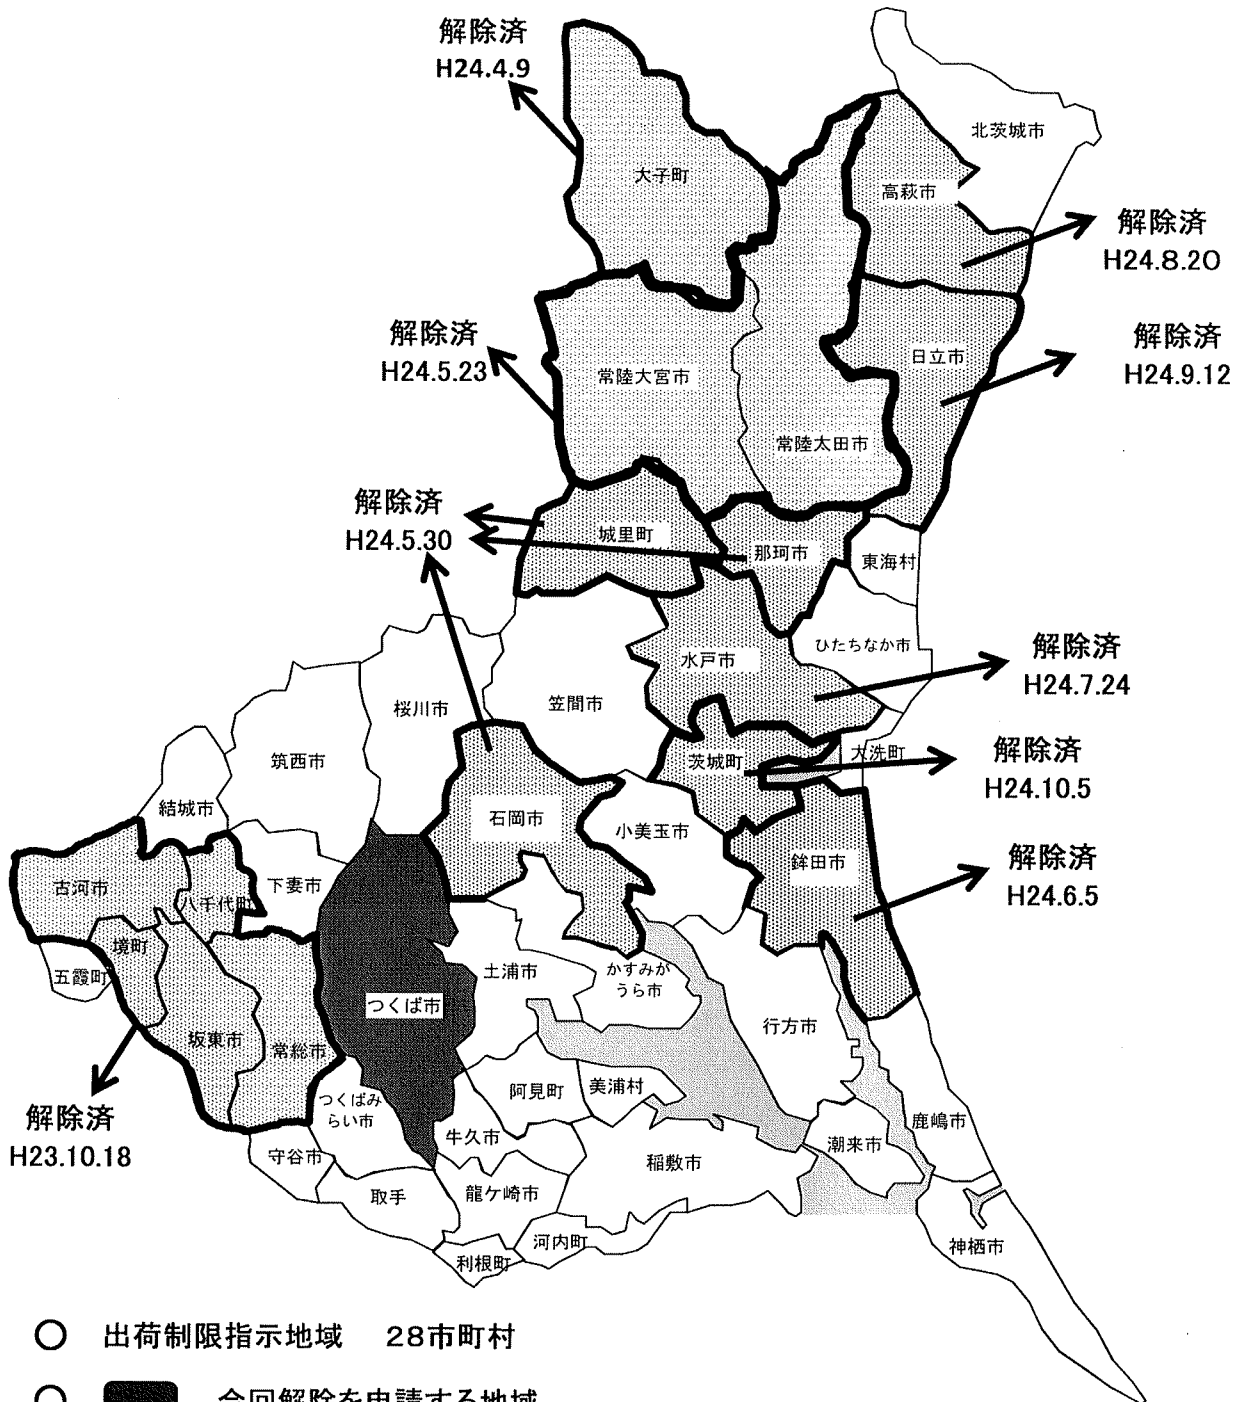 解除済
H24.4.9
北茨城市
大子町
高萩市
解除済
H24.8.20
解除済
H24.5.23
解除済
H24.9.12
日立市
常陸大宮市
常陸太田市
解除済
H24.5.30
城里町
那珂市
東海村
ひたちなか市
水戸市
解除済
H24.7.24
笠間市
桜川市
筑西市
茨城町
大洗町
解除済
H24.10.5
結城市
石岡市
小美玉市
鉾田市
解除済
H24.6.5
古河市
八千代町
下妻市
境町
五霞町
土浦市
かすみが
うら市
つくば市
行方市
坂東市
常総市
阿見町
美浦村
つくばみ
らい市
解除済
H23.10.18
守谷市
牛久市
稲敷市
潮来市
鹿嶋市
取手
龍ケ崎市
河内町
利根町
神栖市
○ 出荷制限指示地域 28市町村
○ 今回解除を申請する地域